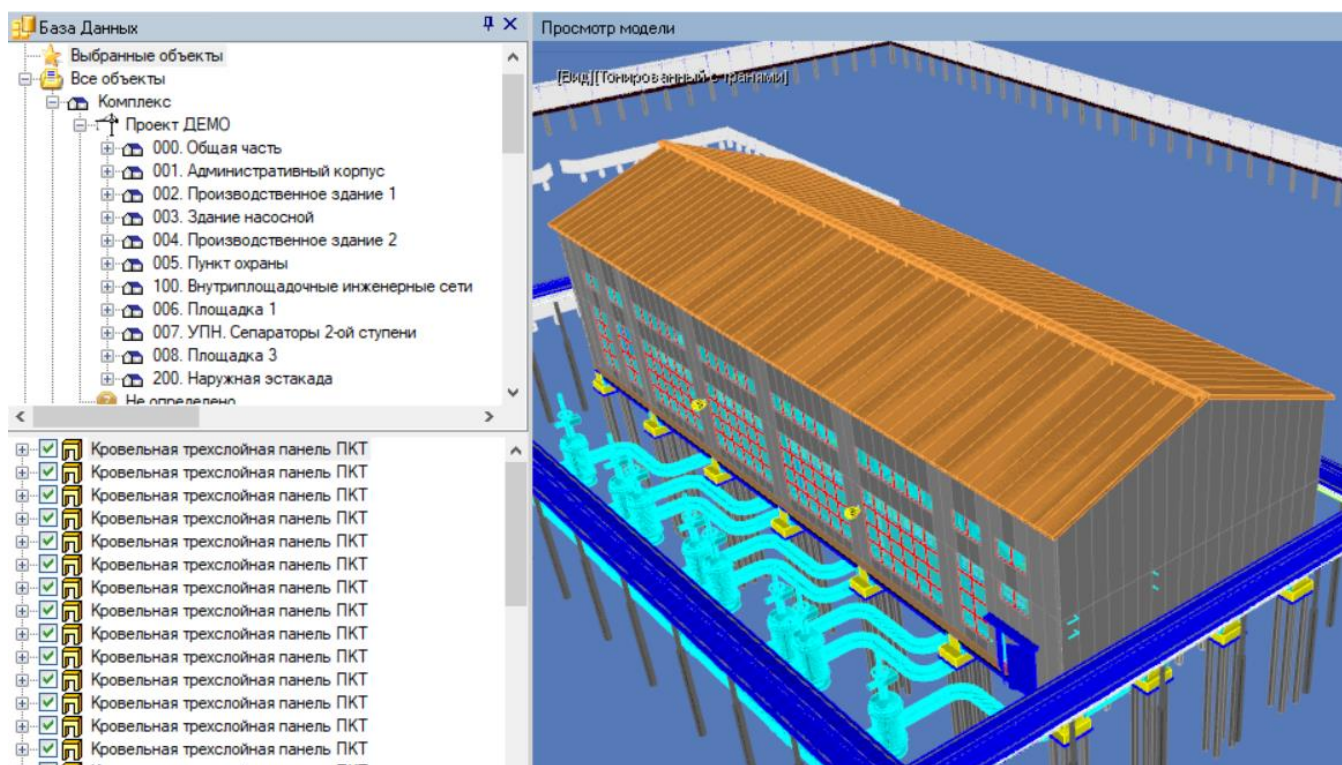 База Данных
Выбранные объекты
Все объекты
Комплекс
Проект ДЕМО
000. Общая часть
001. Административный корпус
002. Производственное здание 1
003. Здание насосной
004. Производственное здание 2
005. Пункт охраны
100. Внутриплощадочные инженерные сети
006. Площадка 1
007. УПН. Сепараторы 2-ой ступени
008. Площадка 3
200. Наружная эстакада
Не определено
Кровельная трехслойная панель ПКТ
Кровельная трехслойная панель ПКТ
Кровельная трехслойная панель ПКТ
Кровельная трехслойная панель ПКТ
Кровельная трехслойная панель ПКТ
Кровельная трехслойная панель ПКТ
Кровельная трехслойная панель ПКТ
Кровельная трехслойная панель ПКТ
Кровельная трехслойная панель ПКТ
Кровельная трехслойная панель ПКТ
Кровельная трехслойная панель ПКТ
Кровельная трехслойная панель ПКТ
Кровельная трехслойная панель ПКТ
Кровельная трехслойная панель ПКТ
Просмотр модели
[Вид][Тонированный с гранями]